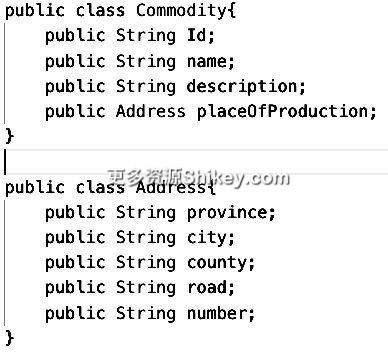 public class Commodity{
    public String Id;
    public String name;
    public String description;
    public Address placeOfProduction;
}
更多资源Shikey.com
public class Address{
    public String province;
    public String city;
    public String county;
    public String road;
    public String number;
}